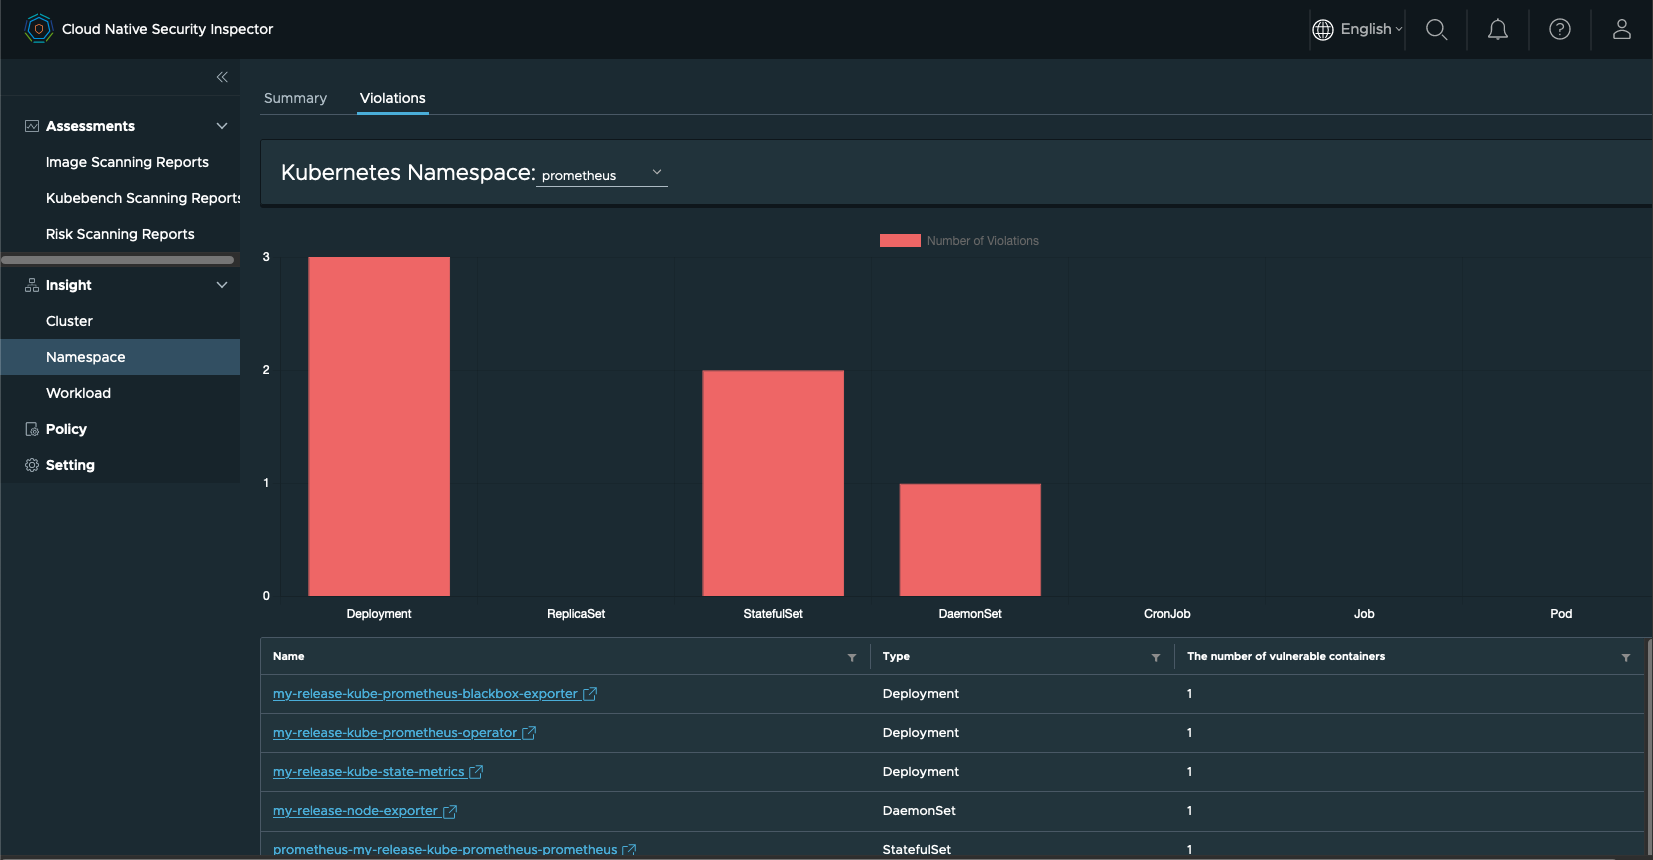 Cloud Native Security Inspector
English
Assessments
Image Scanning Reports
Kubebench Scanning Reports
Risk Scanning Reports
Insight
Cluster
Namespace
Workload
Policy
Setting
Summary Violations
Kubernetes Namespace: prometheus
Number of Violations
3
2
1
0
Deployment ReplicaSet StatefulSet DaemonSet CronJob Job Pod
Name Type The number of vulnerable containers
my-release-kube-prometheus-blackbox-exporter Deployment 1
my-release-kube-prometheus-operator Deployment 1
my-release-kube-state-metrics Deployment 1
my-release-node-exporter DaemonSet 1
prometheus-my-release-kube-prometheus-prometheus StatefulSet 1